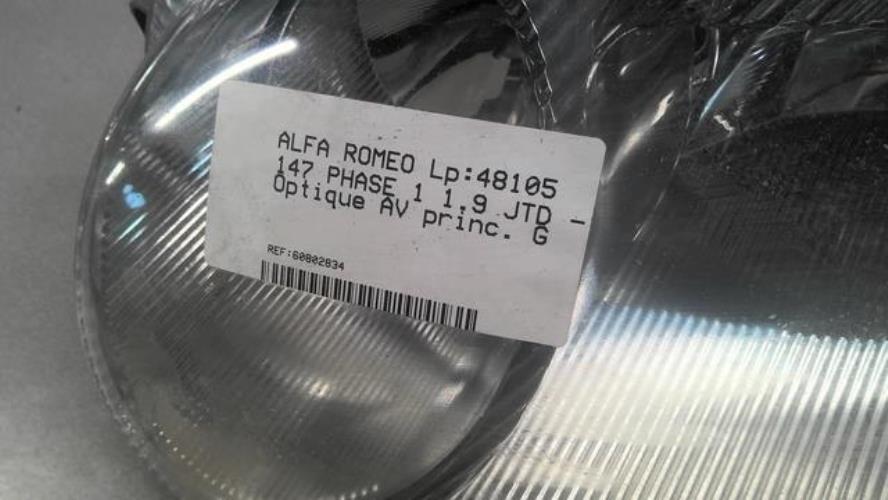 ALFA ROMEO Lp:48105
147 PHASE 1 1.9 JTD -
Optique AV princ. G
REF:60802834